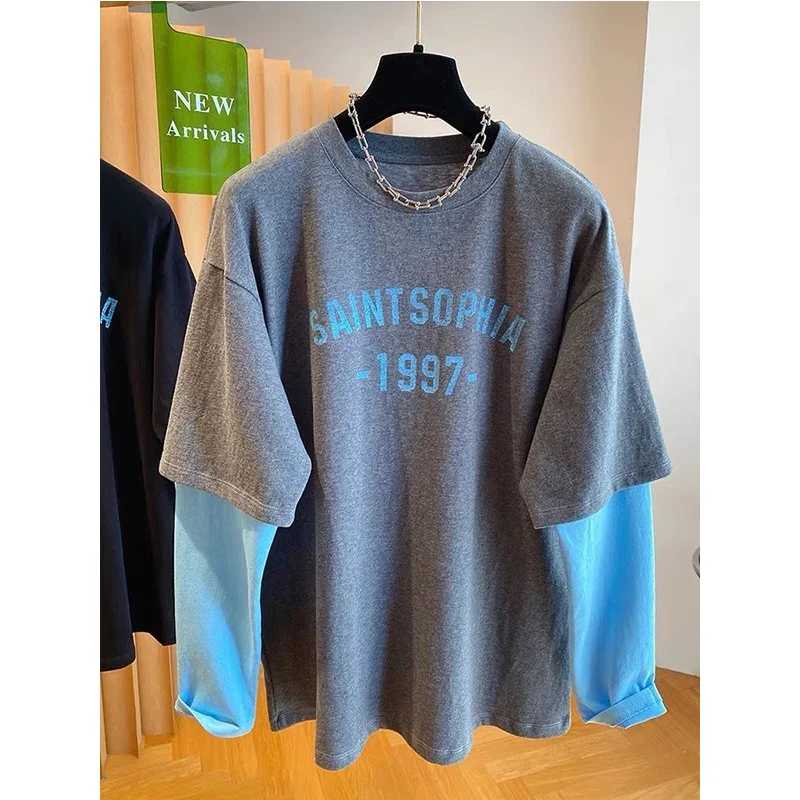 NEW
Arrivals
SAINTSOPHIA
-1997-
A